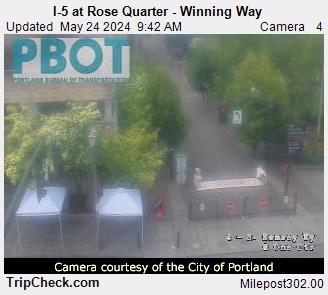 I-5 at Rose Quarter - Winning Way
Updated May 24 2024 9:42 AM Camera 4
PBOT
PORTLAND BUREAU OF TRANSPORTATION
Camera courtesy of the City of Portland
TripCheck.com Milepost302.00